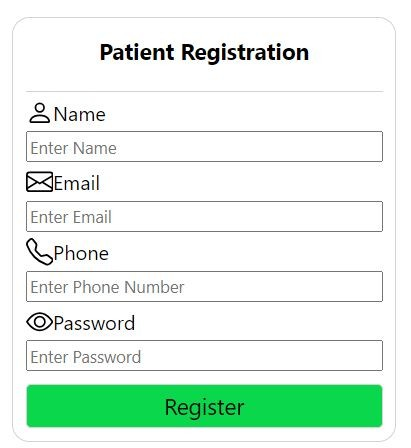 Patient Registration
Name
Enter Name
Email
Enter Email
Phone
Enter Phone Number
Password
Enter Password
Register